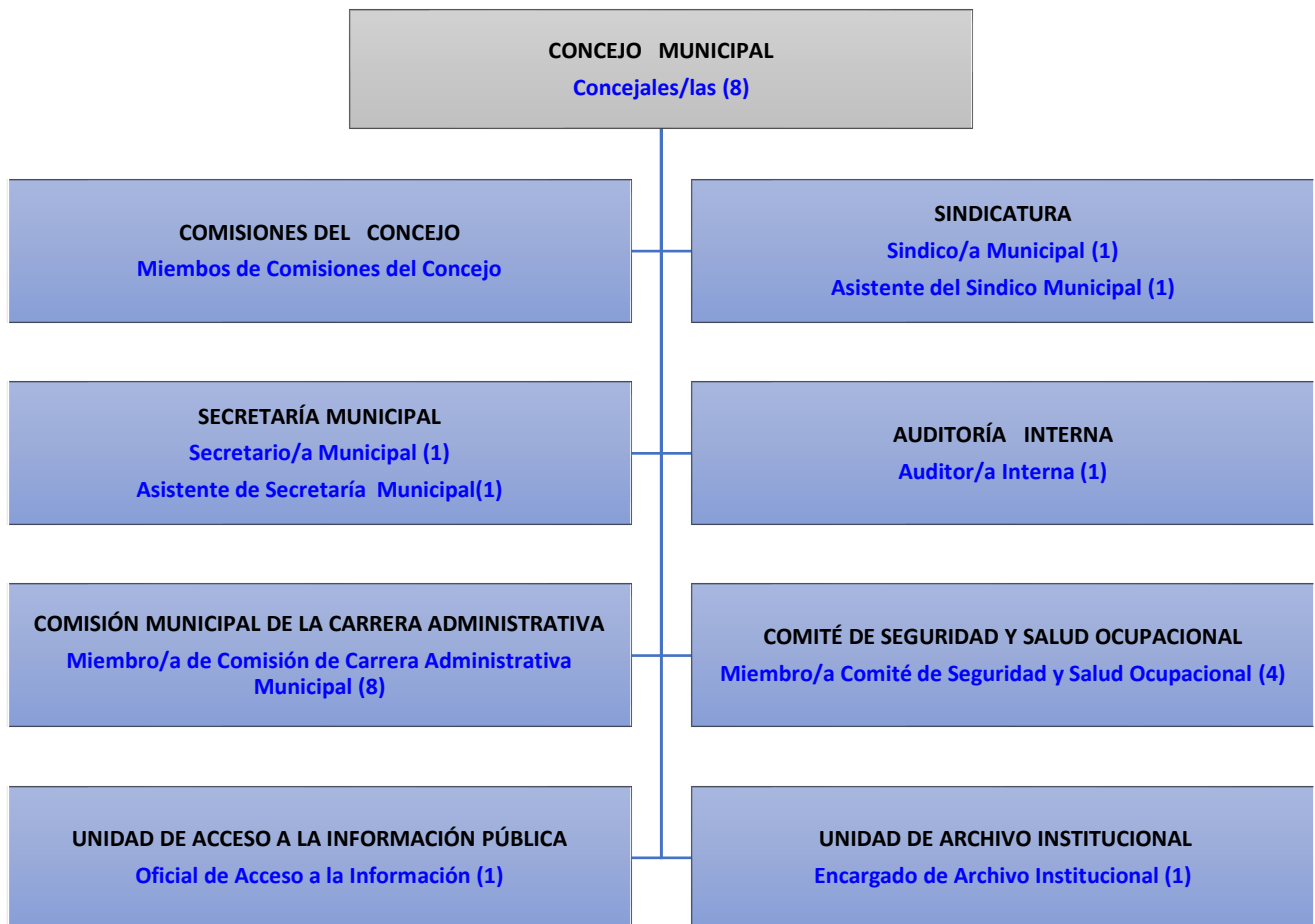 CONCEJO MUNICIPAL
Concejales/las (8)
COMISIONES DEL CONCEJO
Miembos de Comisiones del Concejo
SINDICATURA
Sindico/a Municipal (1)
Asistente del Sindico Municipal (1)
SECRETARÍA MUNICIPAL
Secretario/a Municipal (1)
Asistente de Secretaría Municipal(1)
AUDITORÍA INTERNA
Auditor/a Interna (1)
COMISIÓN MUNICIPAL DE LA CARRERA ADMINISTRATIVA
Miembro/a de Comisión de Carrera Administrativa
Municipal (8)
COMITÉ DE SEGURIDAD Y SALUD OCUPACIONAL
Miembro/a Comité de Seguridad y Salud Ocupacional (4)
UNIDAD DE ACCESO A LA INFORMACIÓN PÚBLICA
Oficial de Acceso a la Información (1)
UNIDAD DE ARCHIVO INSTITUCIONAL
Encargado de Archivo Institucional (1)